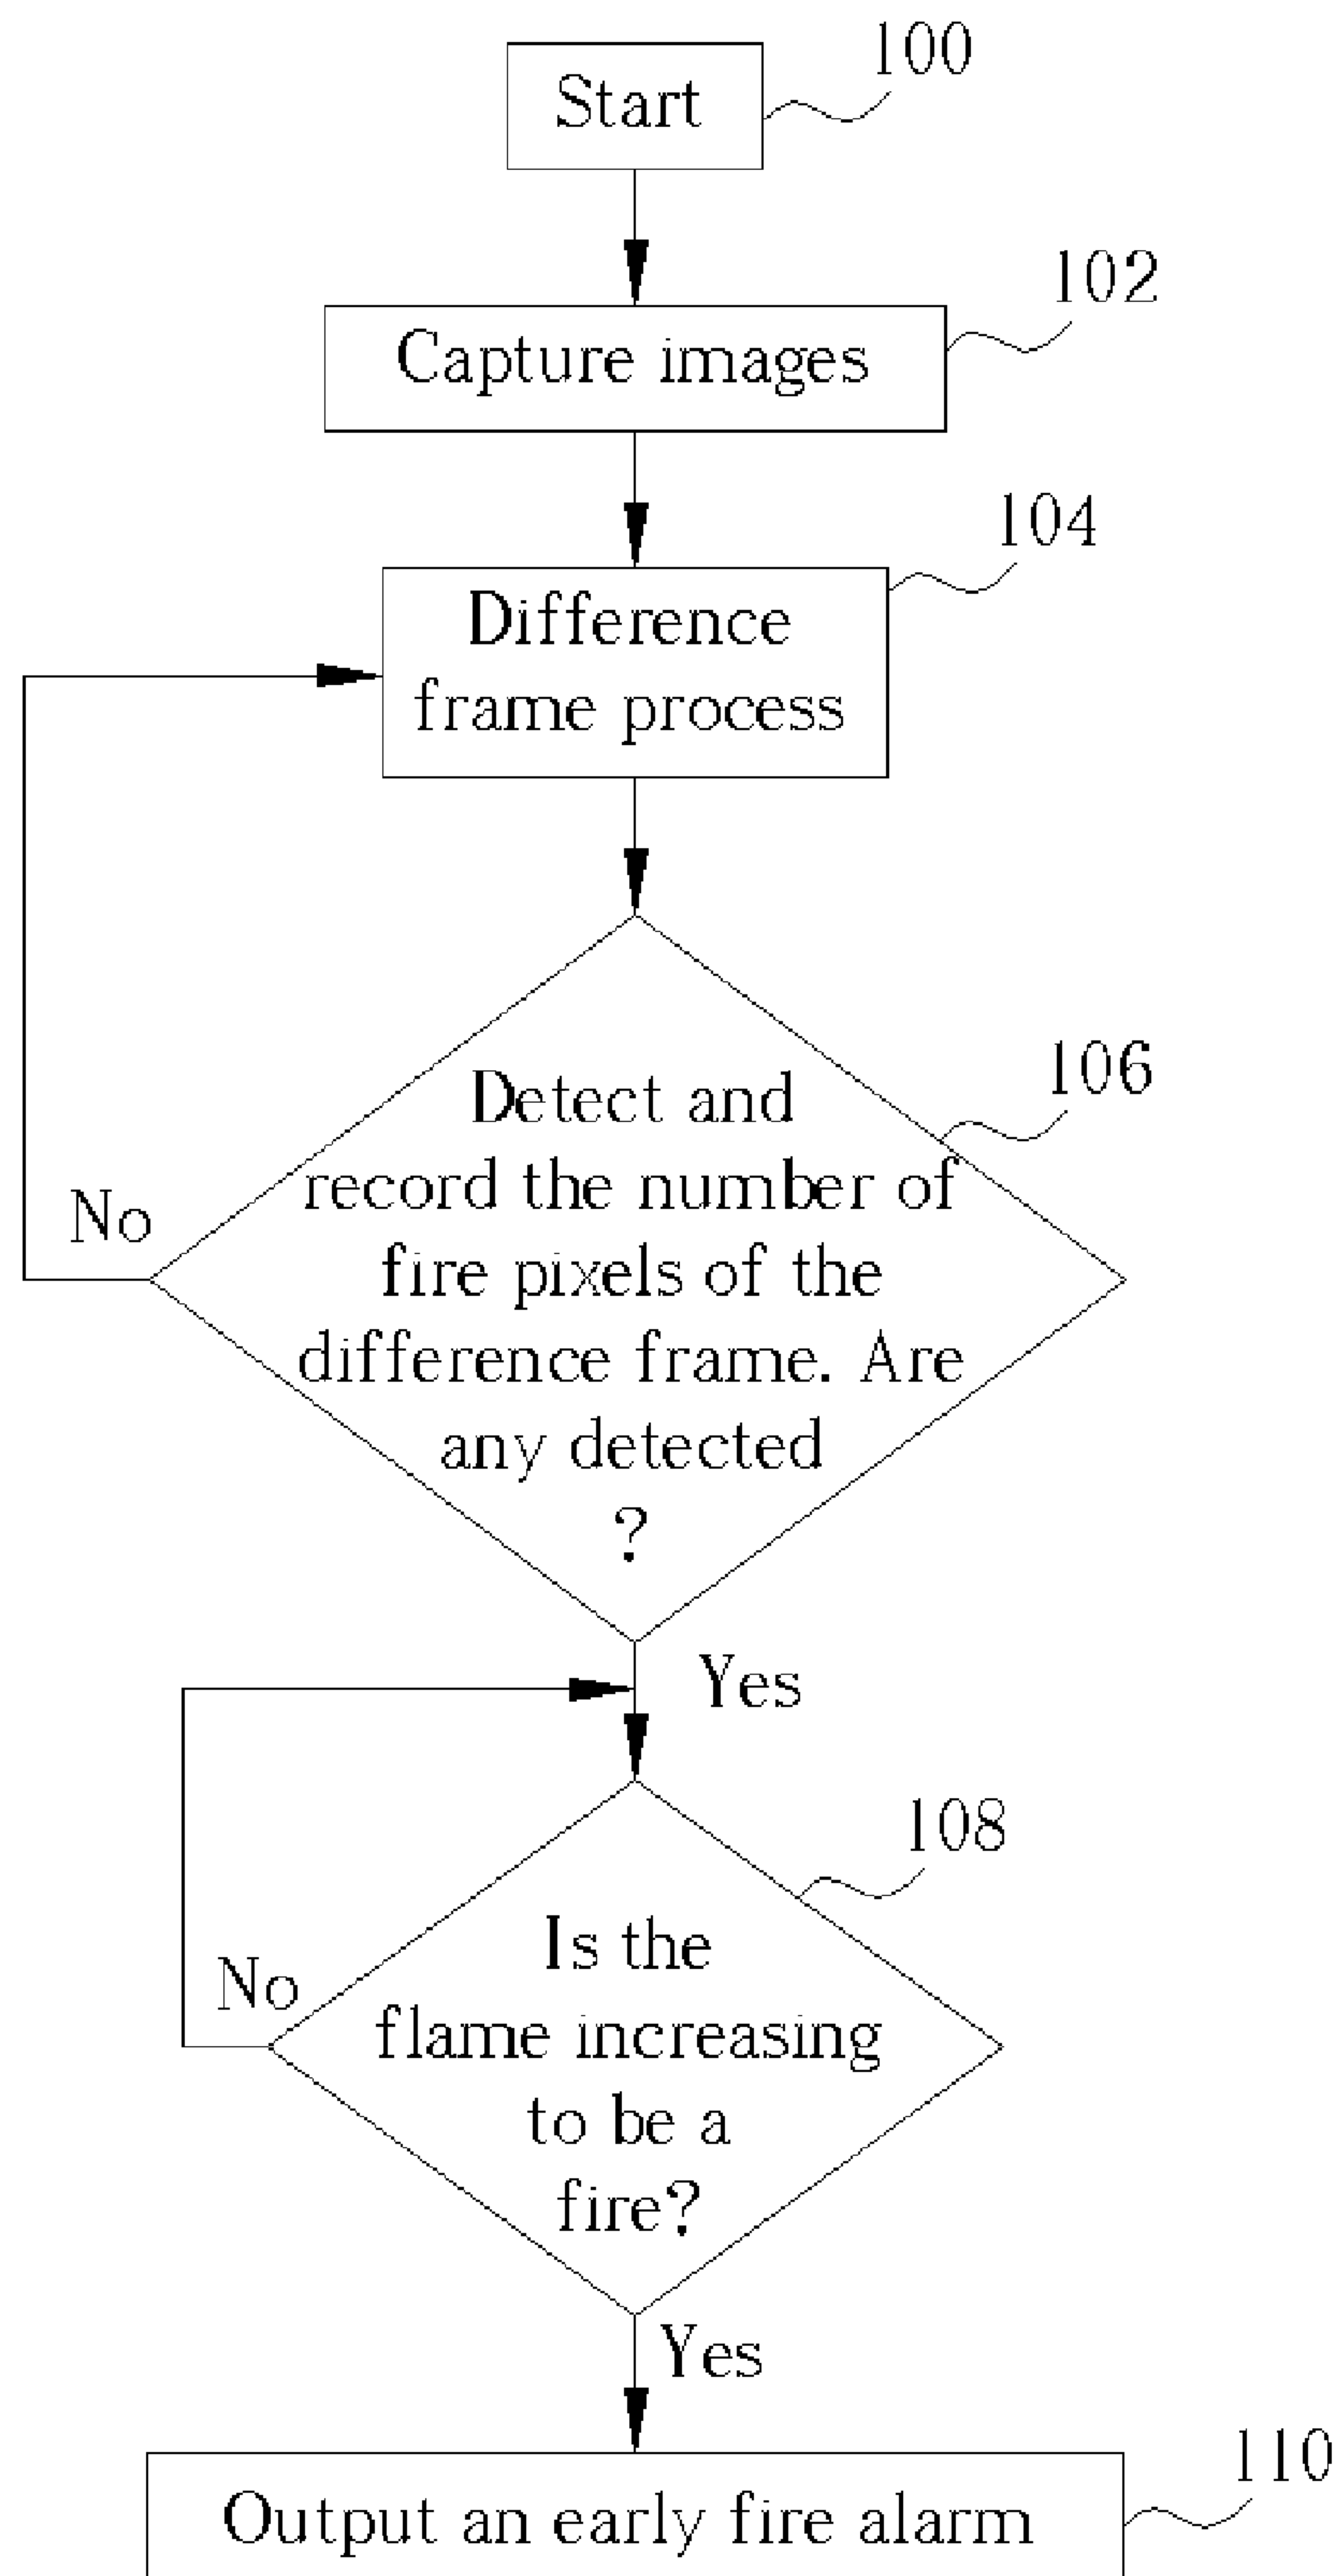 100
Start
102
Capture images
104
Difference
frame process
106
Detect and
record the number of
fire pixels of the
difference frame. Are
any detected
?
No
Yes
108
Is the
flame increasing
to be a
fire?
No
Yes
110
Output an early fire alarm